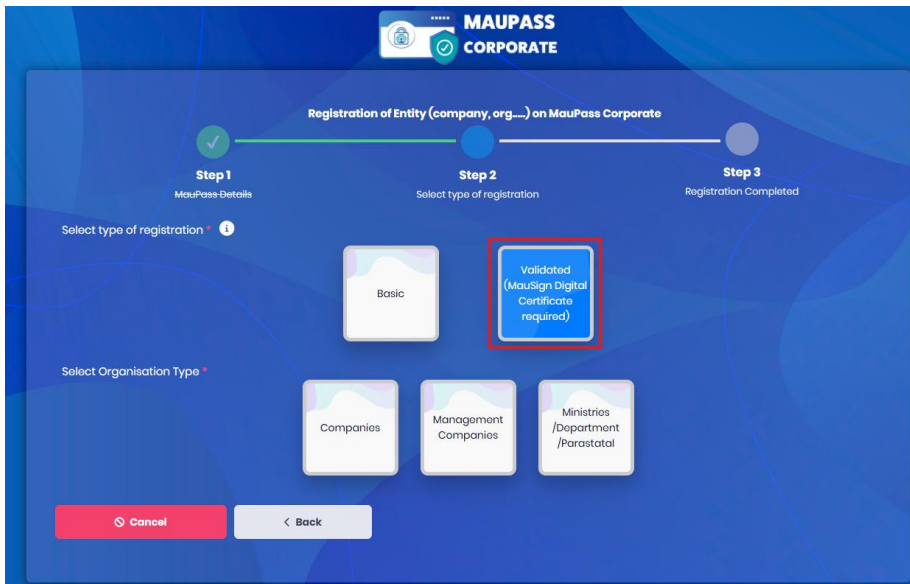 MAUPASS
CORPORATE
Registration of Entity (company, org.....) on MauPass Corporate
Step 1
MauPass Details
Step 2
Select type of registration
Step 3
Registration Completed
Select type of registration *
Basic
Validated
(MauSign Digital
Certificate
required)
Select Organisation Type *
Companies
Management
Companies
Ministries
/Department
/Parastatal
Cancel
< Back